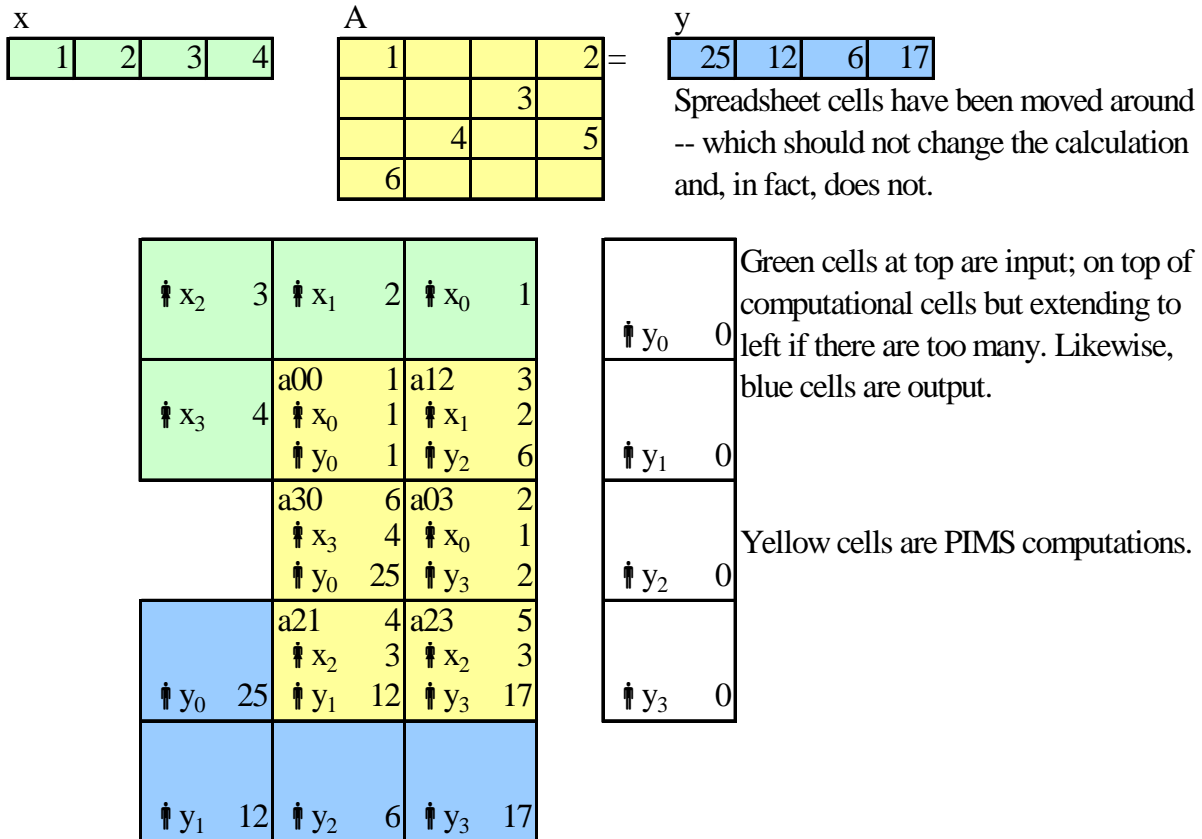 x A y
1 2 3 4 1 2 = 25 12 6 17
3
4 5
6
Spreadsheet cells have been moved around
-- which should not change the calculation
and, in fact, does not.
x₂ 3 x₁ 2 x₀ 1
y₀ 0
Green cells at top are input; on top of
computational cells but extending to
left if there are too many. Likewise,
blue cells are output.
a00 1 a12 3
x₃ 4 x₀ 1 x₁ 2
y₀ 1 y₂ 6 y₁ 0
a30 6 a03 2
x₃ 4 x₀ 1
y₀ 25 y₃ 2 y₂ 0
Yellow cells are PIMS computations.
a21 4 a23 5
x₂ 3 x₂ 3
y₀ 25 y₁ 12 y₃ 17 y₃ 0
y₁ 12 y₂ 6 y₃ 17